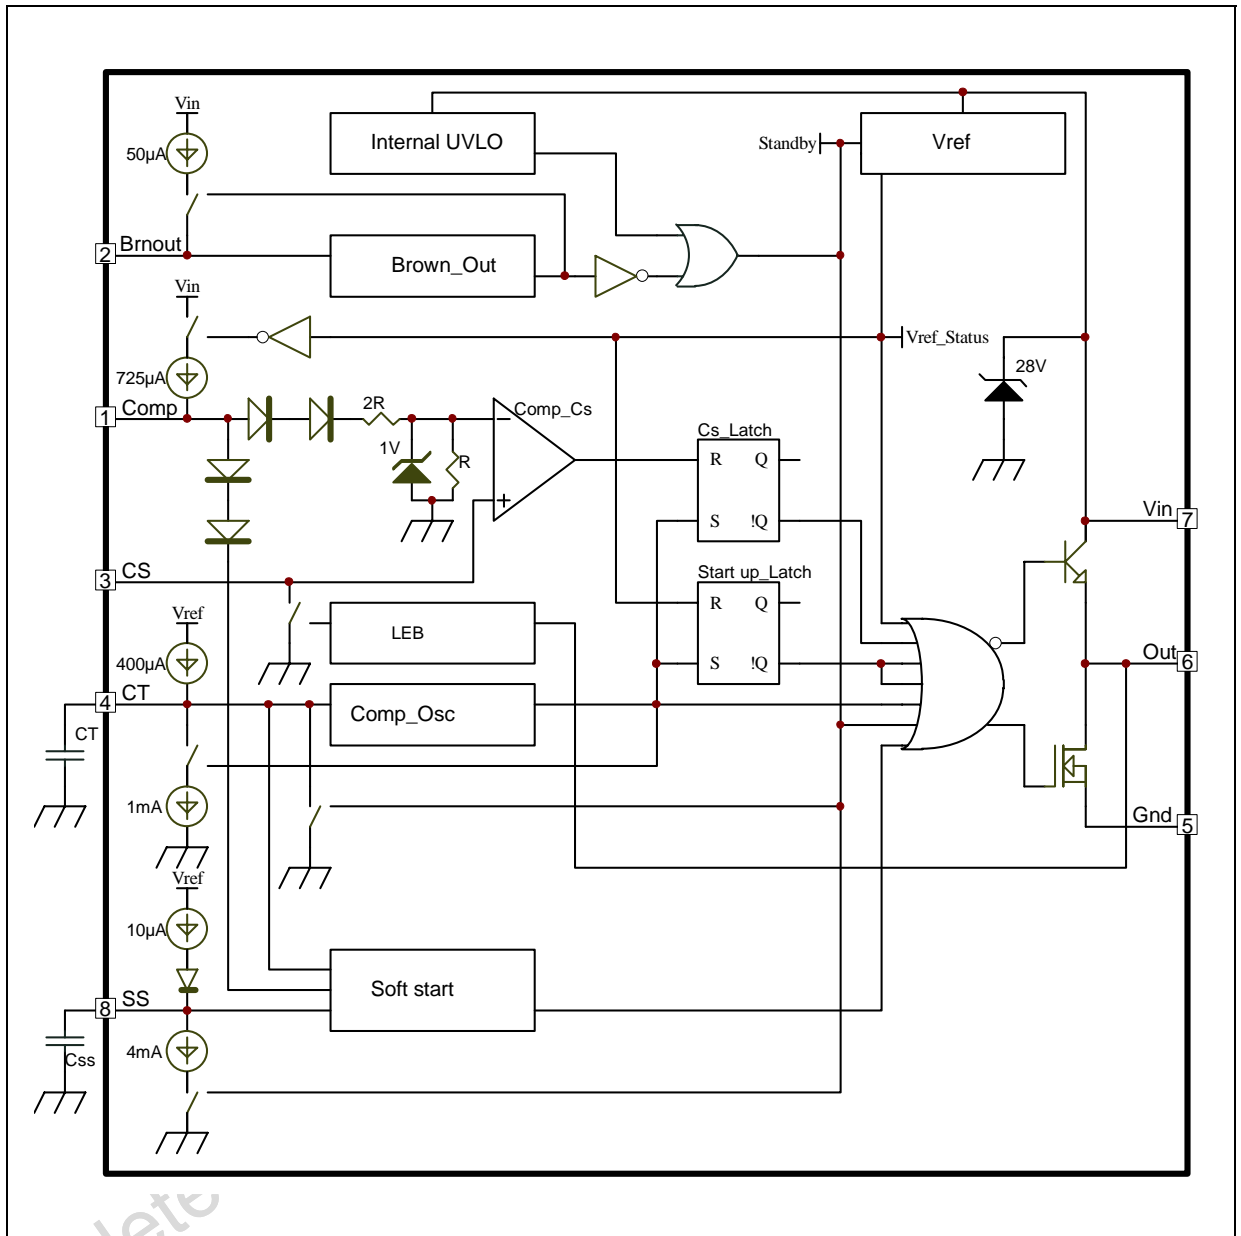 Vin
50µA
Internal UVLO
Standby
Vref
2
Brnout
Brown_Out
Vin
Vref_Status
725µA
28V
1
Comp
2R
Comp_Cs
1V
R
Cs_Latch
R Q
S !Q
Vin
7
3
CS
Start up_Latch
R Q
S !Q
Vref
LEB
400µA
Out
6
4
CT
Comp_Osc
CT
1mA
Gnd
5
Vref
10µA
Soft start
8
SS
4mA
Css